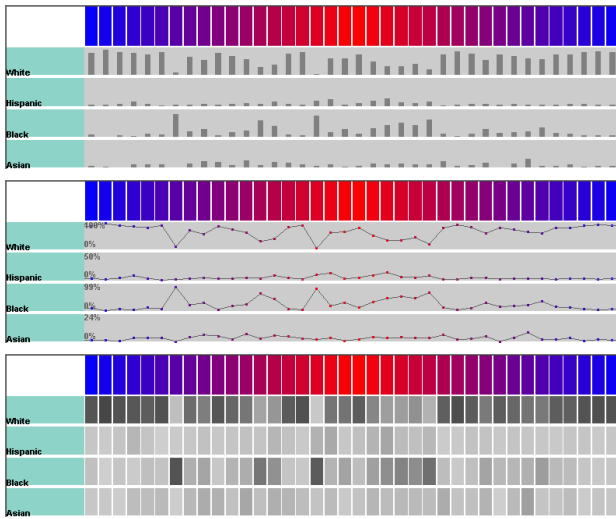 White
Hispanic
Black
Asian
100%
0%
White
50%
0%
Hispanic
99%
0%
Black
24%
0%
Asian
White
Hispanic
Black
Asian